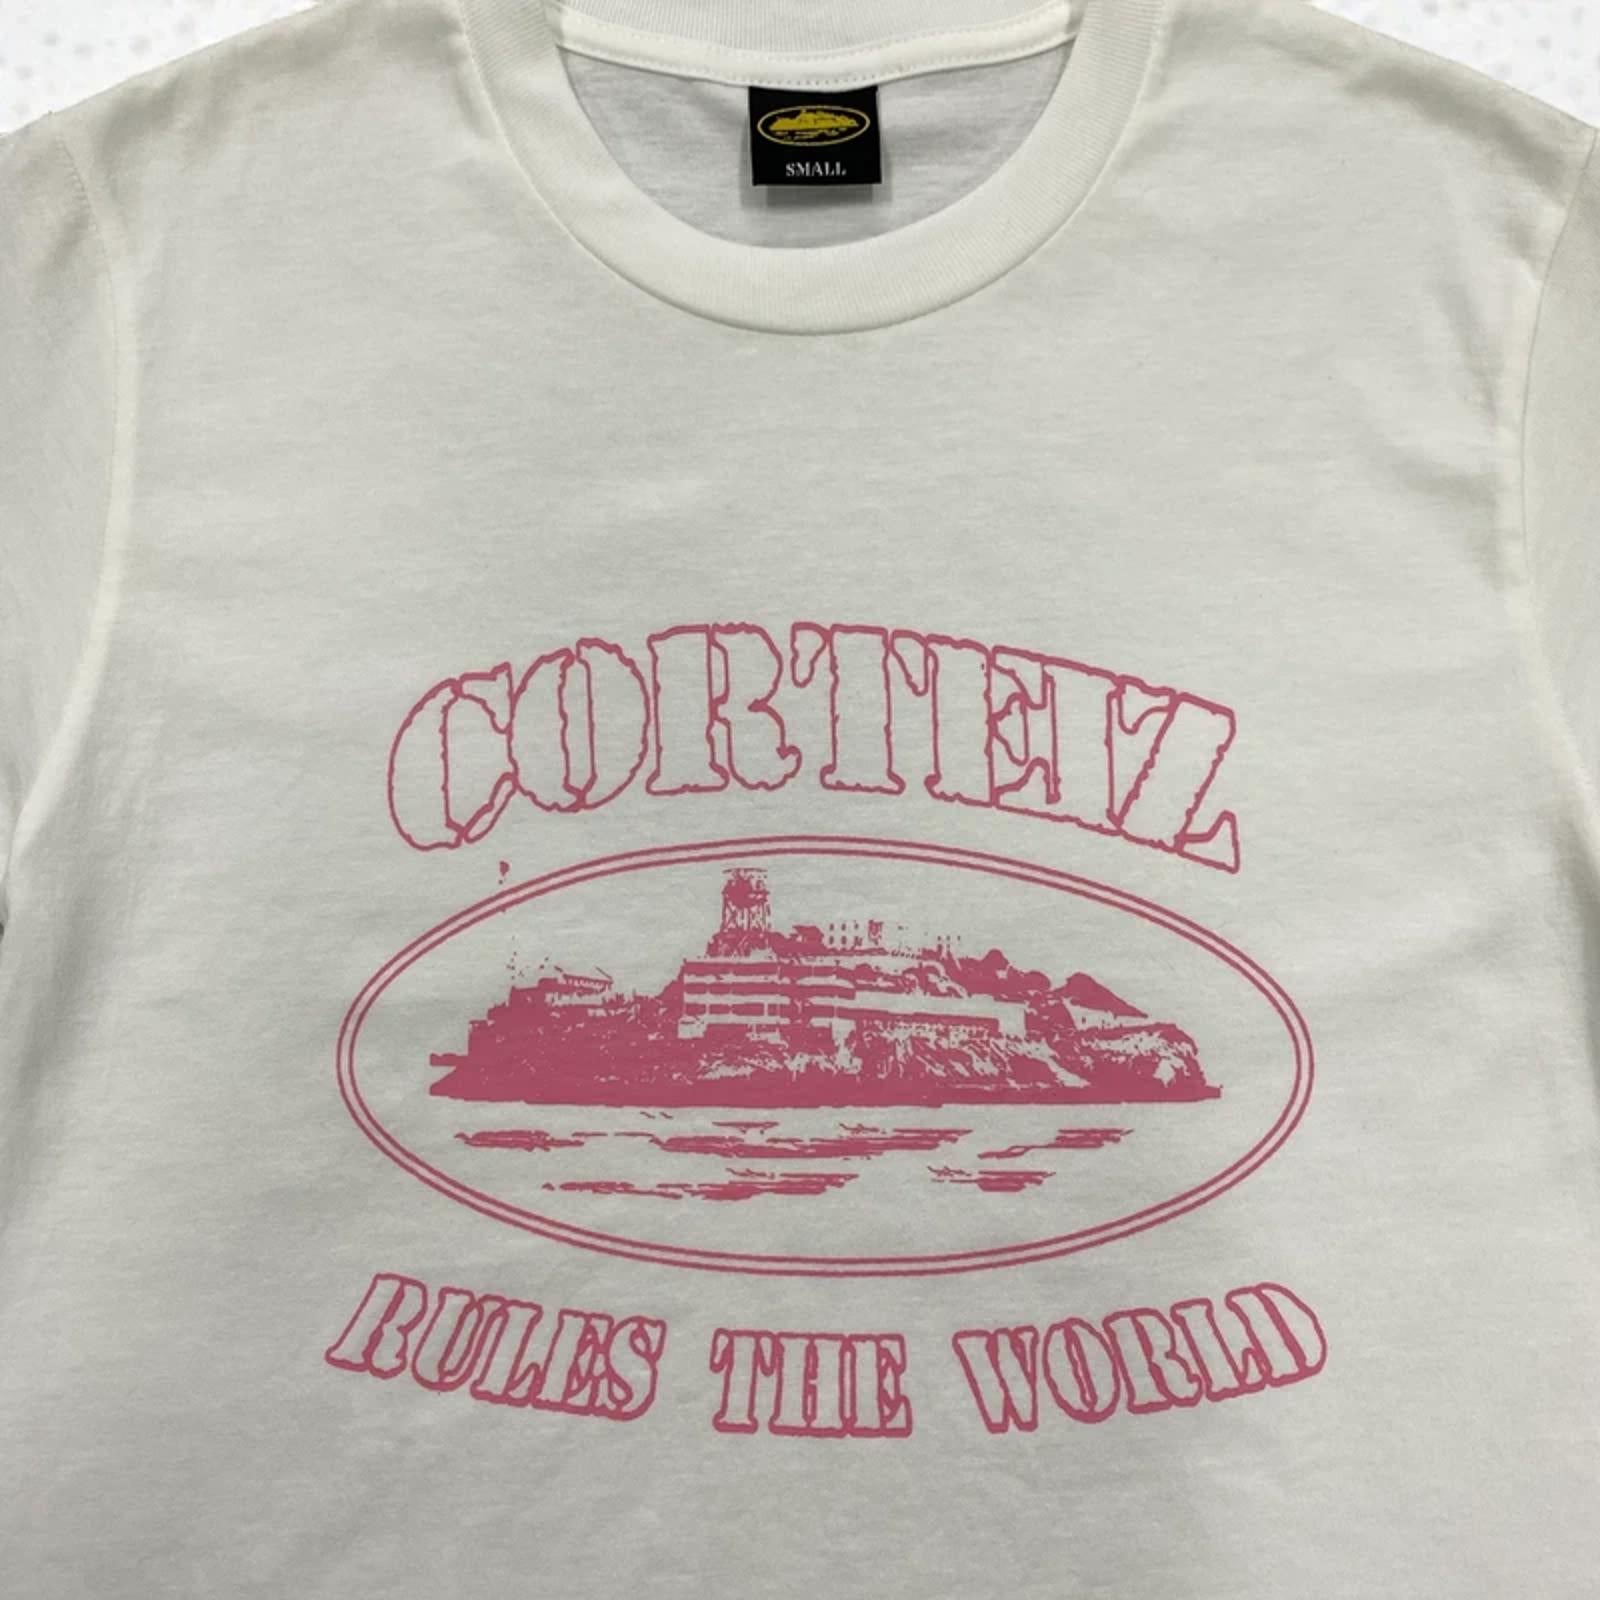 SMALL
CORTEIZ
RULES THE WORLD